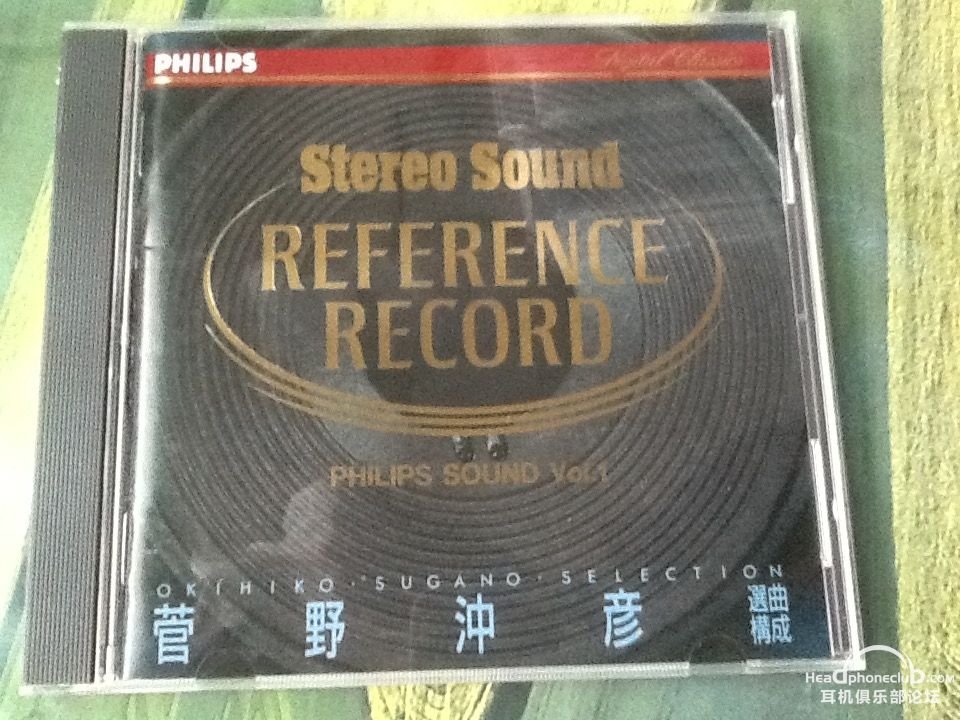 PHILIPS
Digital Classics
Stereo Sound
REFERENCE
RECORD
PHILIPS SOUND Vol.1
OKIHIKO·SUGANO·SELECTION
菅野沖彦 選曲
構成
HeadphoneclubD.com
耳机俱乐部论坛